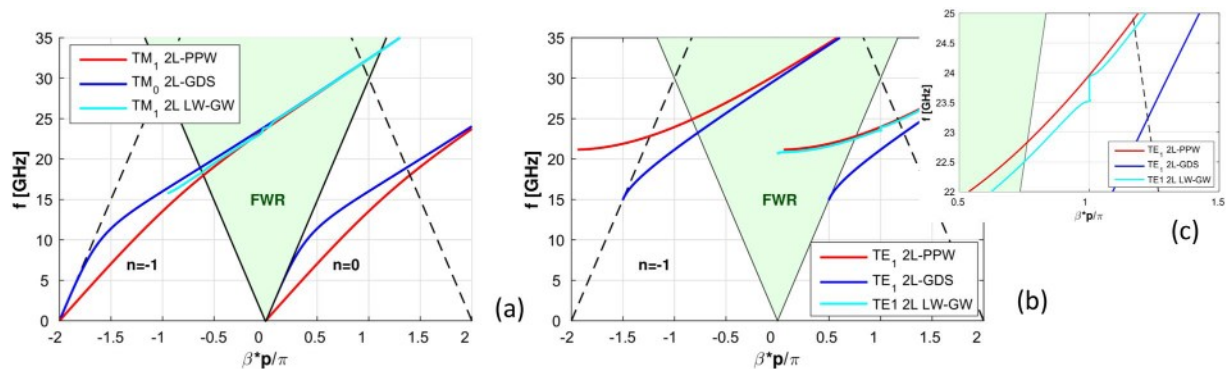 (a)
f [GHz]
35
30
25
20
15
10
5
0
TM1 2L-PPW
TM0 2L-GDS
TM1 2L LW-GW
FWR
n=-1
n=0
-2 -1.5 -1 -0.5 0 0.5 1 1.5 2
β*p/π
(b)
f [GHz]
35
30
25
20
15
10
5
0
FWR
n=-1
TE1 2L-PPW
TE1 2L-GDS
TE1 2L LW-GW
-2 -1.5 -1 -0.5 0 0.5 1 1.5 2
β*p/π
(c)
f [GHz]
25
24.5
24
23.5
23
22.5
22
TE1 2L-PPW
TE1 2L-GDS
TE1 2L LW-GW
0.5 1 1.5
β*p/π